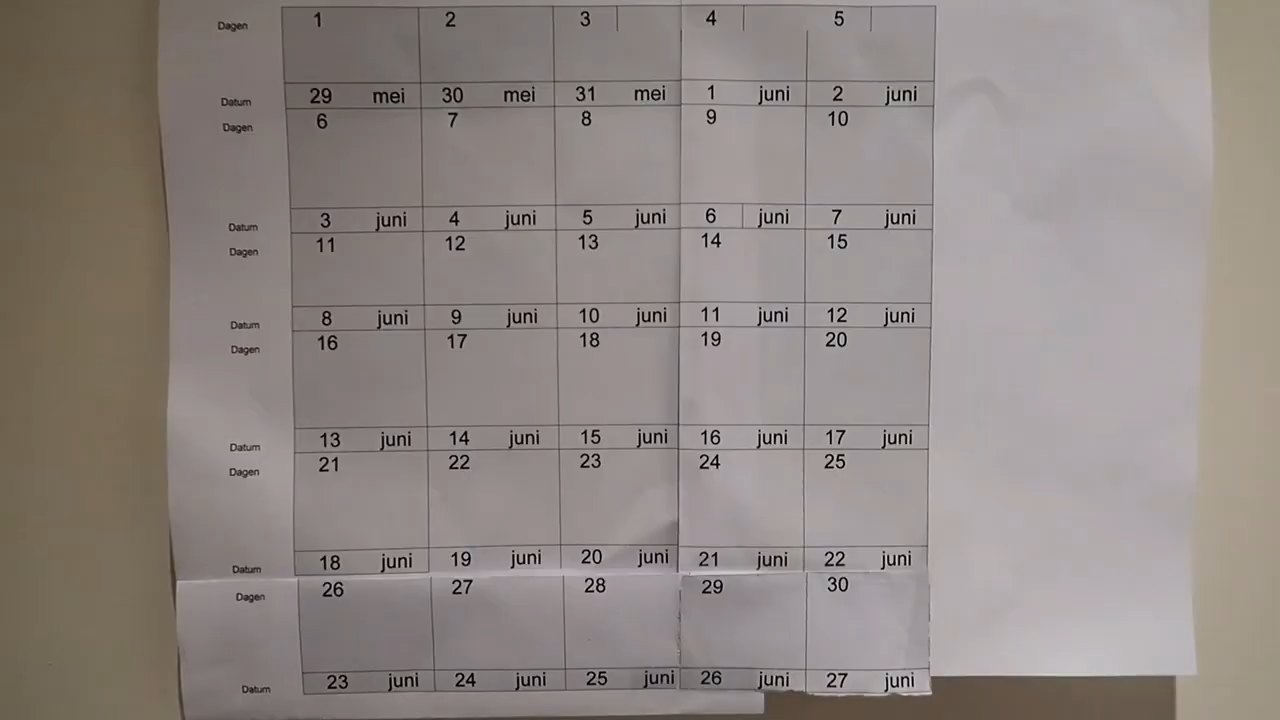 Dagen 1 2 3 4 5
Datum 29 mei 30 mei 31 mei 1 juni 2 juni
Dagen 6 7 8 9 10
Datum 3 juni 4 juni 5 juni 6 juni 7 juni
Dagen 11 12 13 14 15
Datum 8 juni 9 juni 10 juni 11 juni 12 juni
Dagen 16 17 18 19 20
Datum 13 juni 14 juni 15 juni 16 juni 17 juni
Dagen 21 22 23 24 25
Datum 18 juni 19 juni 20 juni 21 juni 22 juni
Dagen 26 27 28 29 30
Datum 23 juni 24 juni 25 juni 26 juni 27 juni